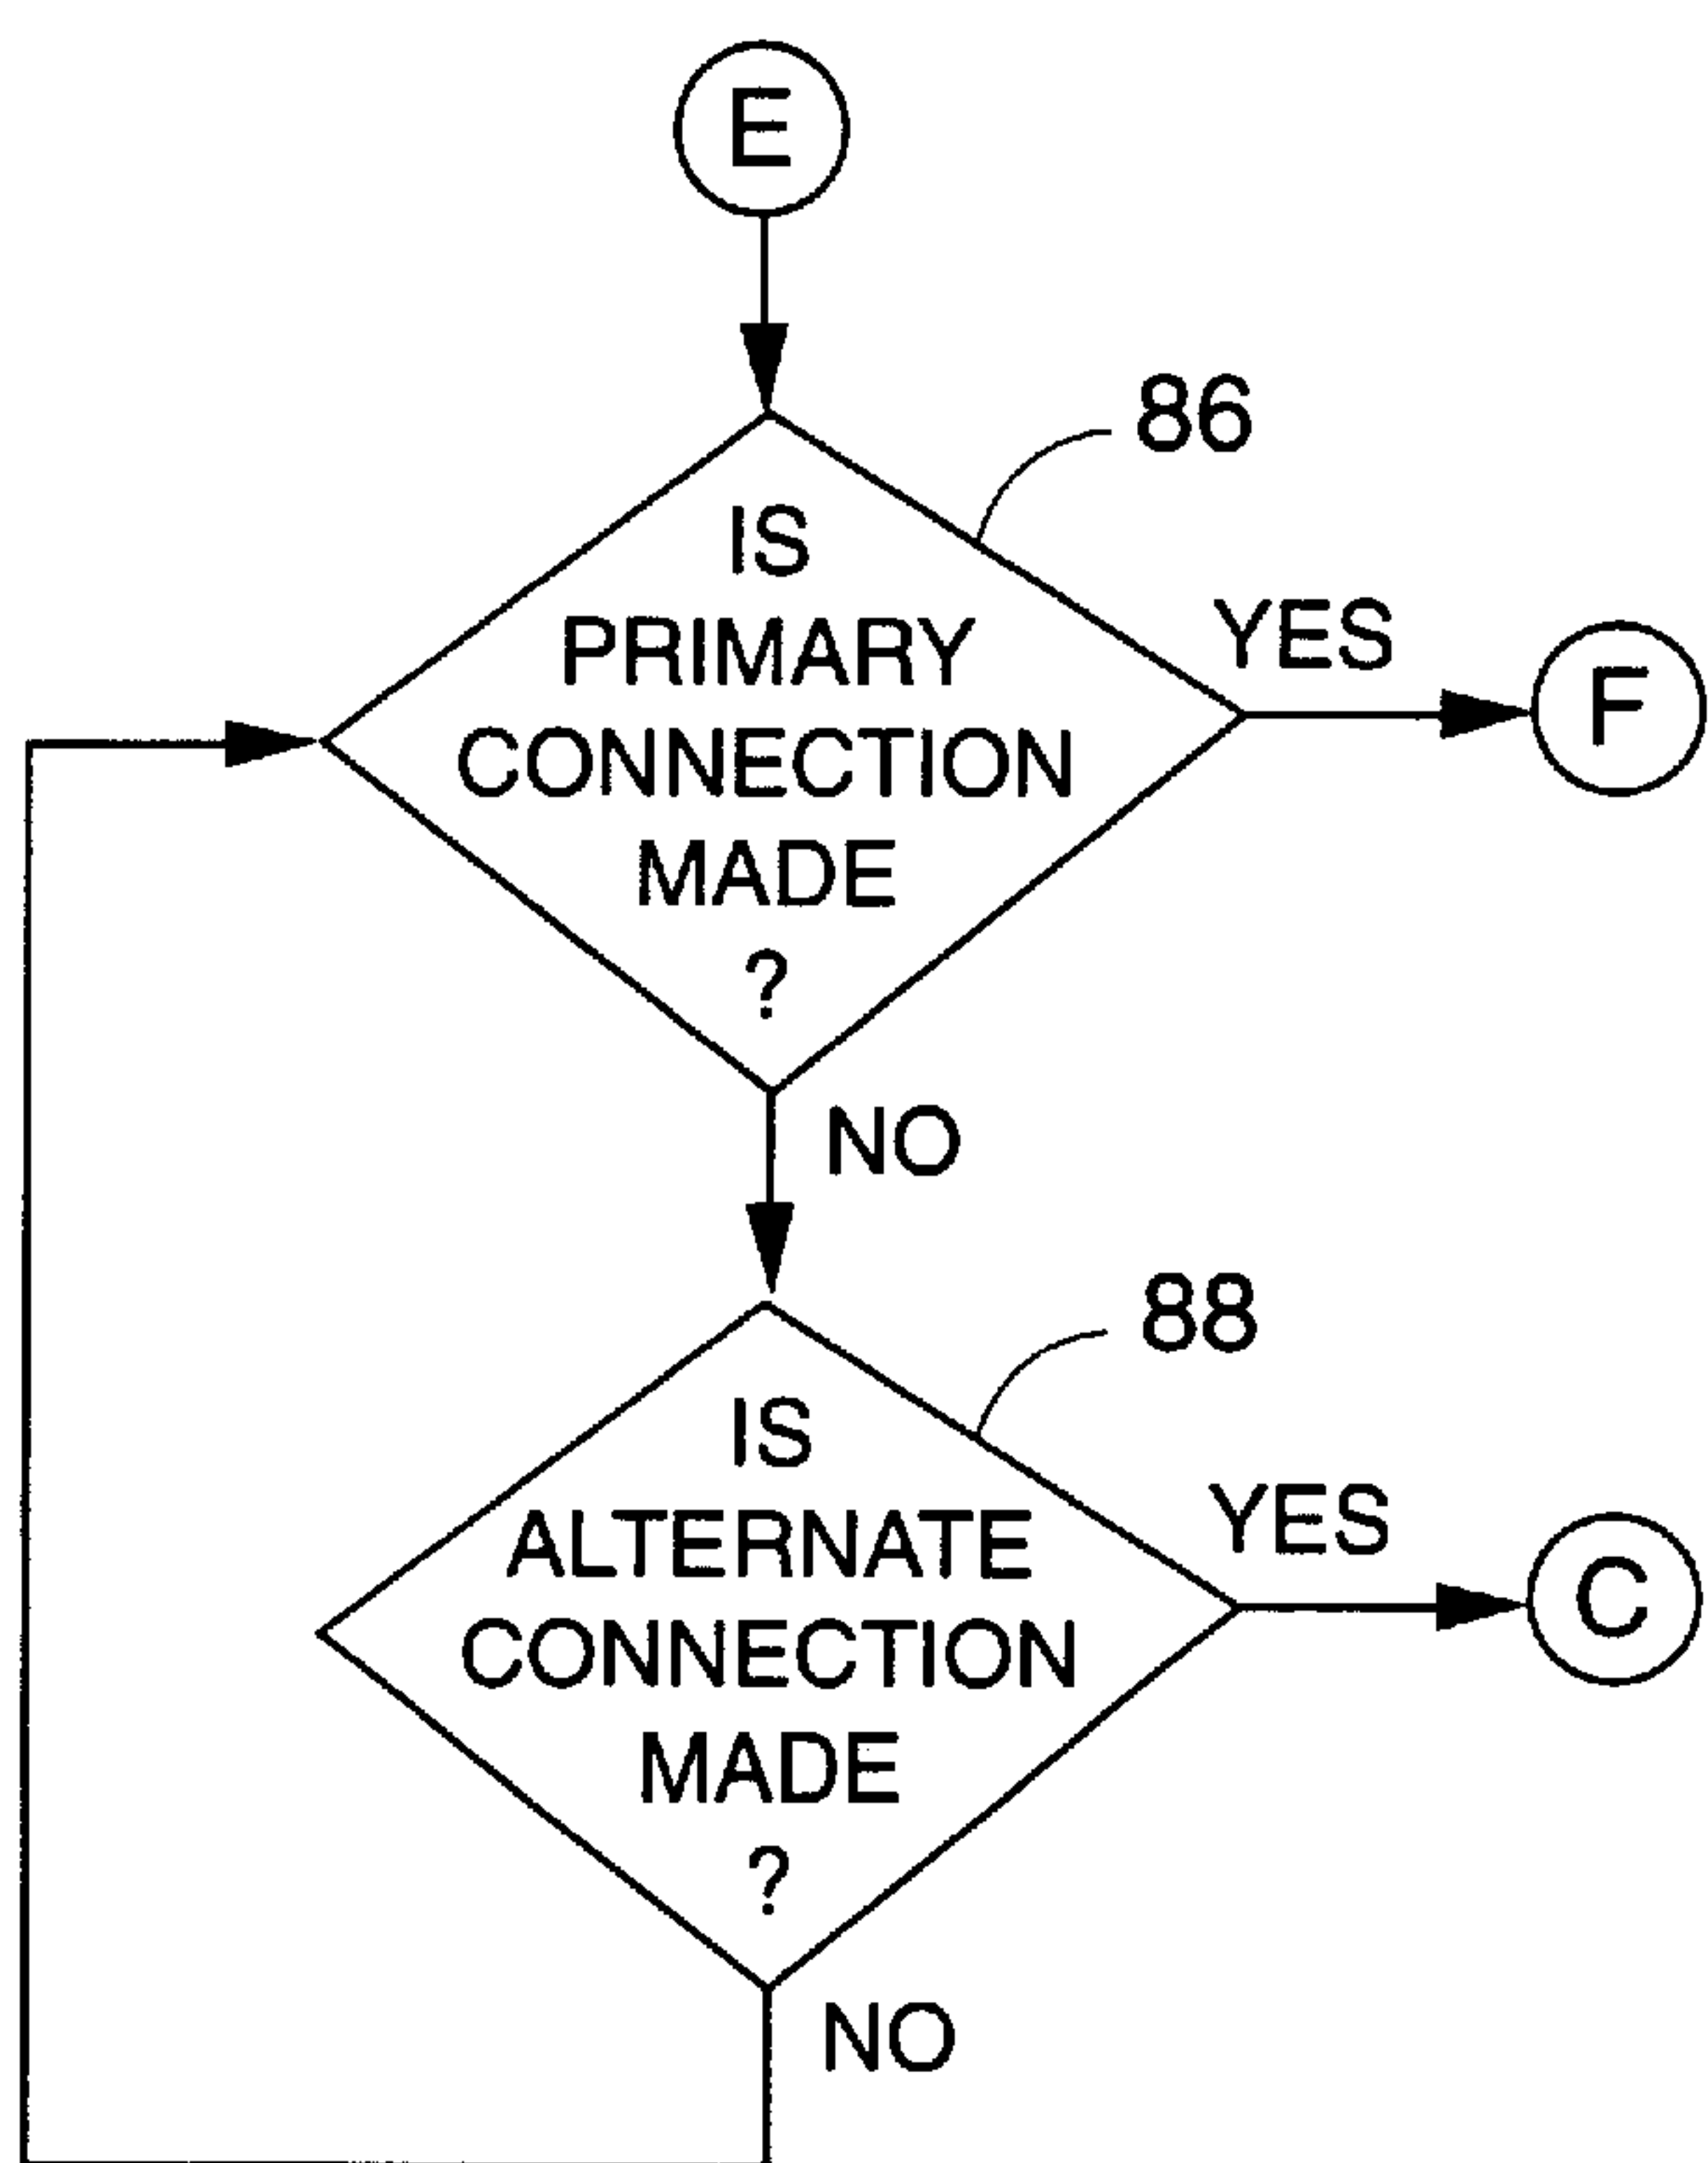 E
86
IS
PRIMARY
CONNECTION
MADE
?
YES
F
NO
88
IS
ALTERNATE
CONNECTION
MADE
?
YES
C
NO